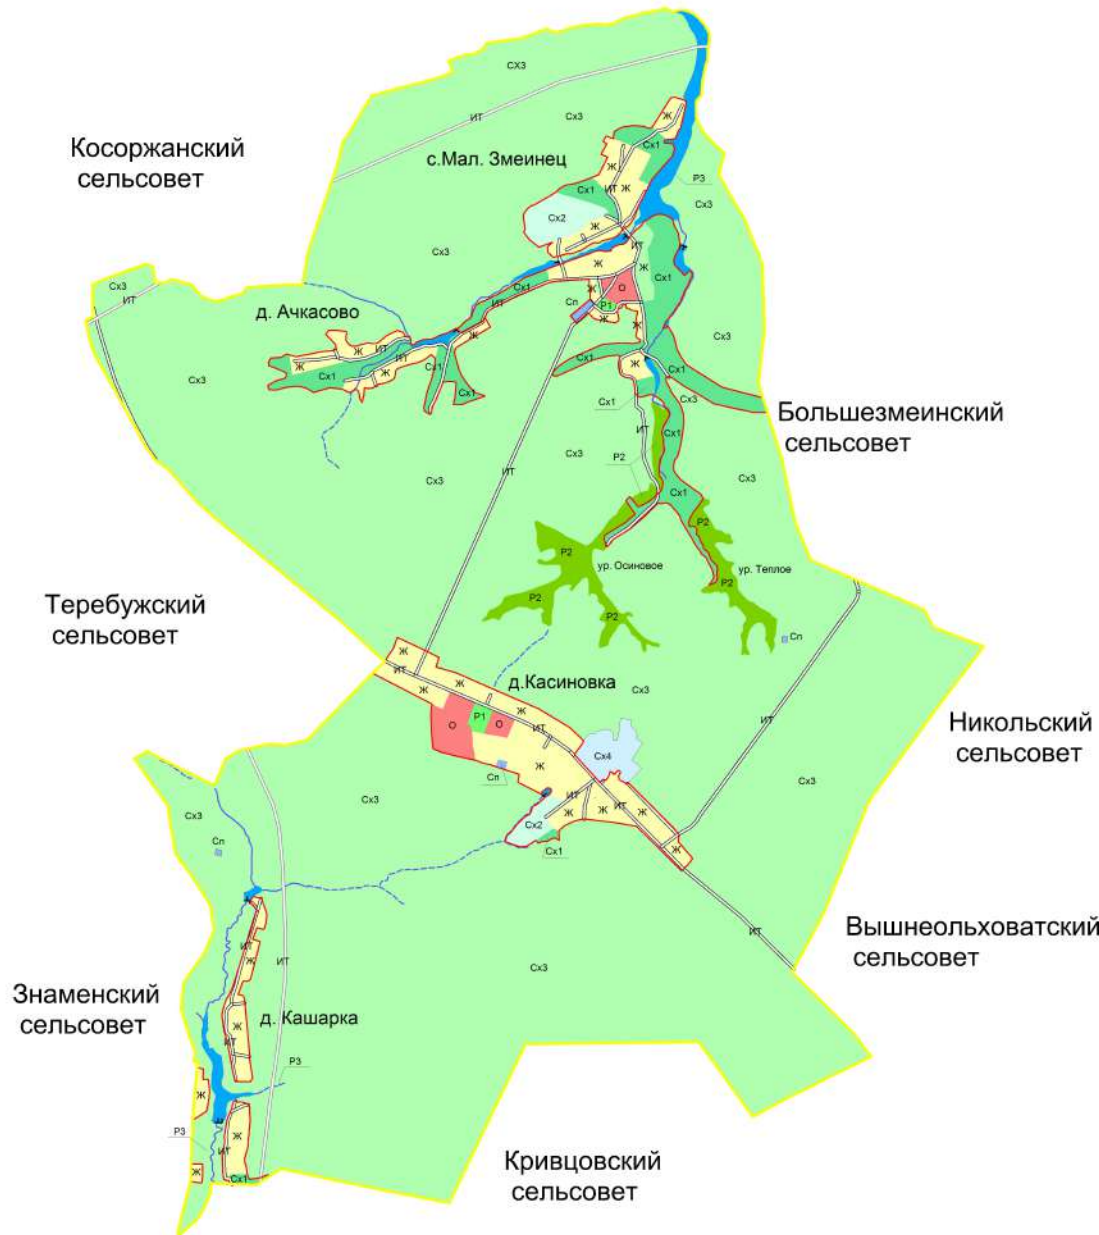 СХ3
ИТ
Сх3
Ж
Косоржанский
сельсовет
с.Мал. Змеинец
Сх1
Ж
Р3
Сх1
ИТ
Ж
Сх3
Сх2
Ж
ИТ
Сх3
Ж
Ж
Сх3
Сх1
Ж
О
Сх1
ИТ
Сх1
ИТ
Сп
Р1
Ж
д. Ачкасово
Ж
Ж
Сх3
Ж
ИТ
ИТ
Сх1
Ж
Сх1
Ж
Сх1
Ж
Сх1
Сх3
Сх1
Сх1
Сх3
Большезмеинский
сельсовет
ИТ
Сх1
Сх3
Р2
ИТ
Сх3
Сх3
Сх1
Р2
Р2
ур. Осиновое
ур. Теплое
Р2
Р2
Р2
Теребужский
сельсовет
Сп
Ж
ИТ
Ж
Ж
д.Касиновка
Сх3
Р1
Ж
О
О
ИТ
ИТ
Никольский
сельсовет
Сх4
Сп
Ж
Сх3
Сх3
Сх3
ИТ
Ж
Ж
ИТ
Ж
Сх2
Сп
Сх1
Ж
Вышнеольховатский
сельсовет
ИТ
ИТ
Ж
ИТ
Сх3
Знаменский
сельсовет
д. Кашарка
Ж
ИТ
Р3
Ж
Р3
Ж
ИТ
Ж
Сх1
Кривцовский
сельсовет